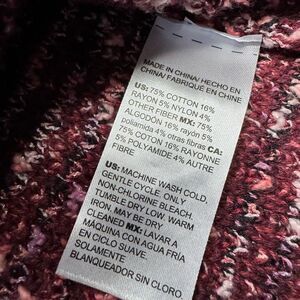 MADE IN CHINA/ HECHO EN
CHINA/ FABRIQUÉ EN CHINE
US: 75% COTTON 16%
RAYON 5% NYLON 4%
OTHER FIBER MX: 75%
ALGODÓN 16% rayón 5%
poliamida 4% otras fibras CA:
75% COTON 16% RAYONNE
5% POLYAMIDE 4% AUTRE
FIBRE
US: MACHINE WASH COLD,
GENTLE CYCLE. ONLY
NON-CHLORINE BLEACH.
TUMBLE DRY LOW. WARM
IRON. MAY BE DRY
CLEANED MX: LAVAR A
MAQUINA CON AGUA FRÍA
EN CICLO SUAVE.
SOLAMENTE
BLANQUEADOR SIN CLORO.